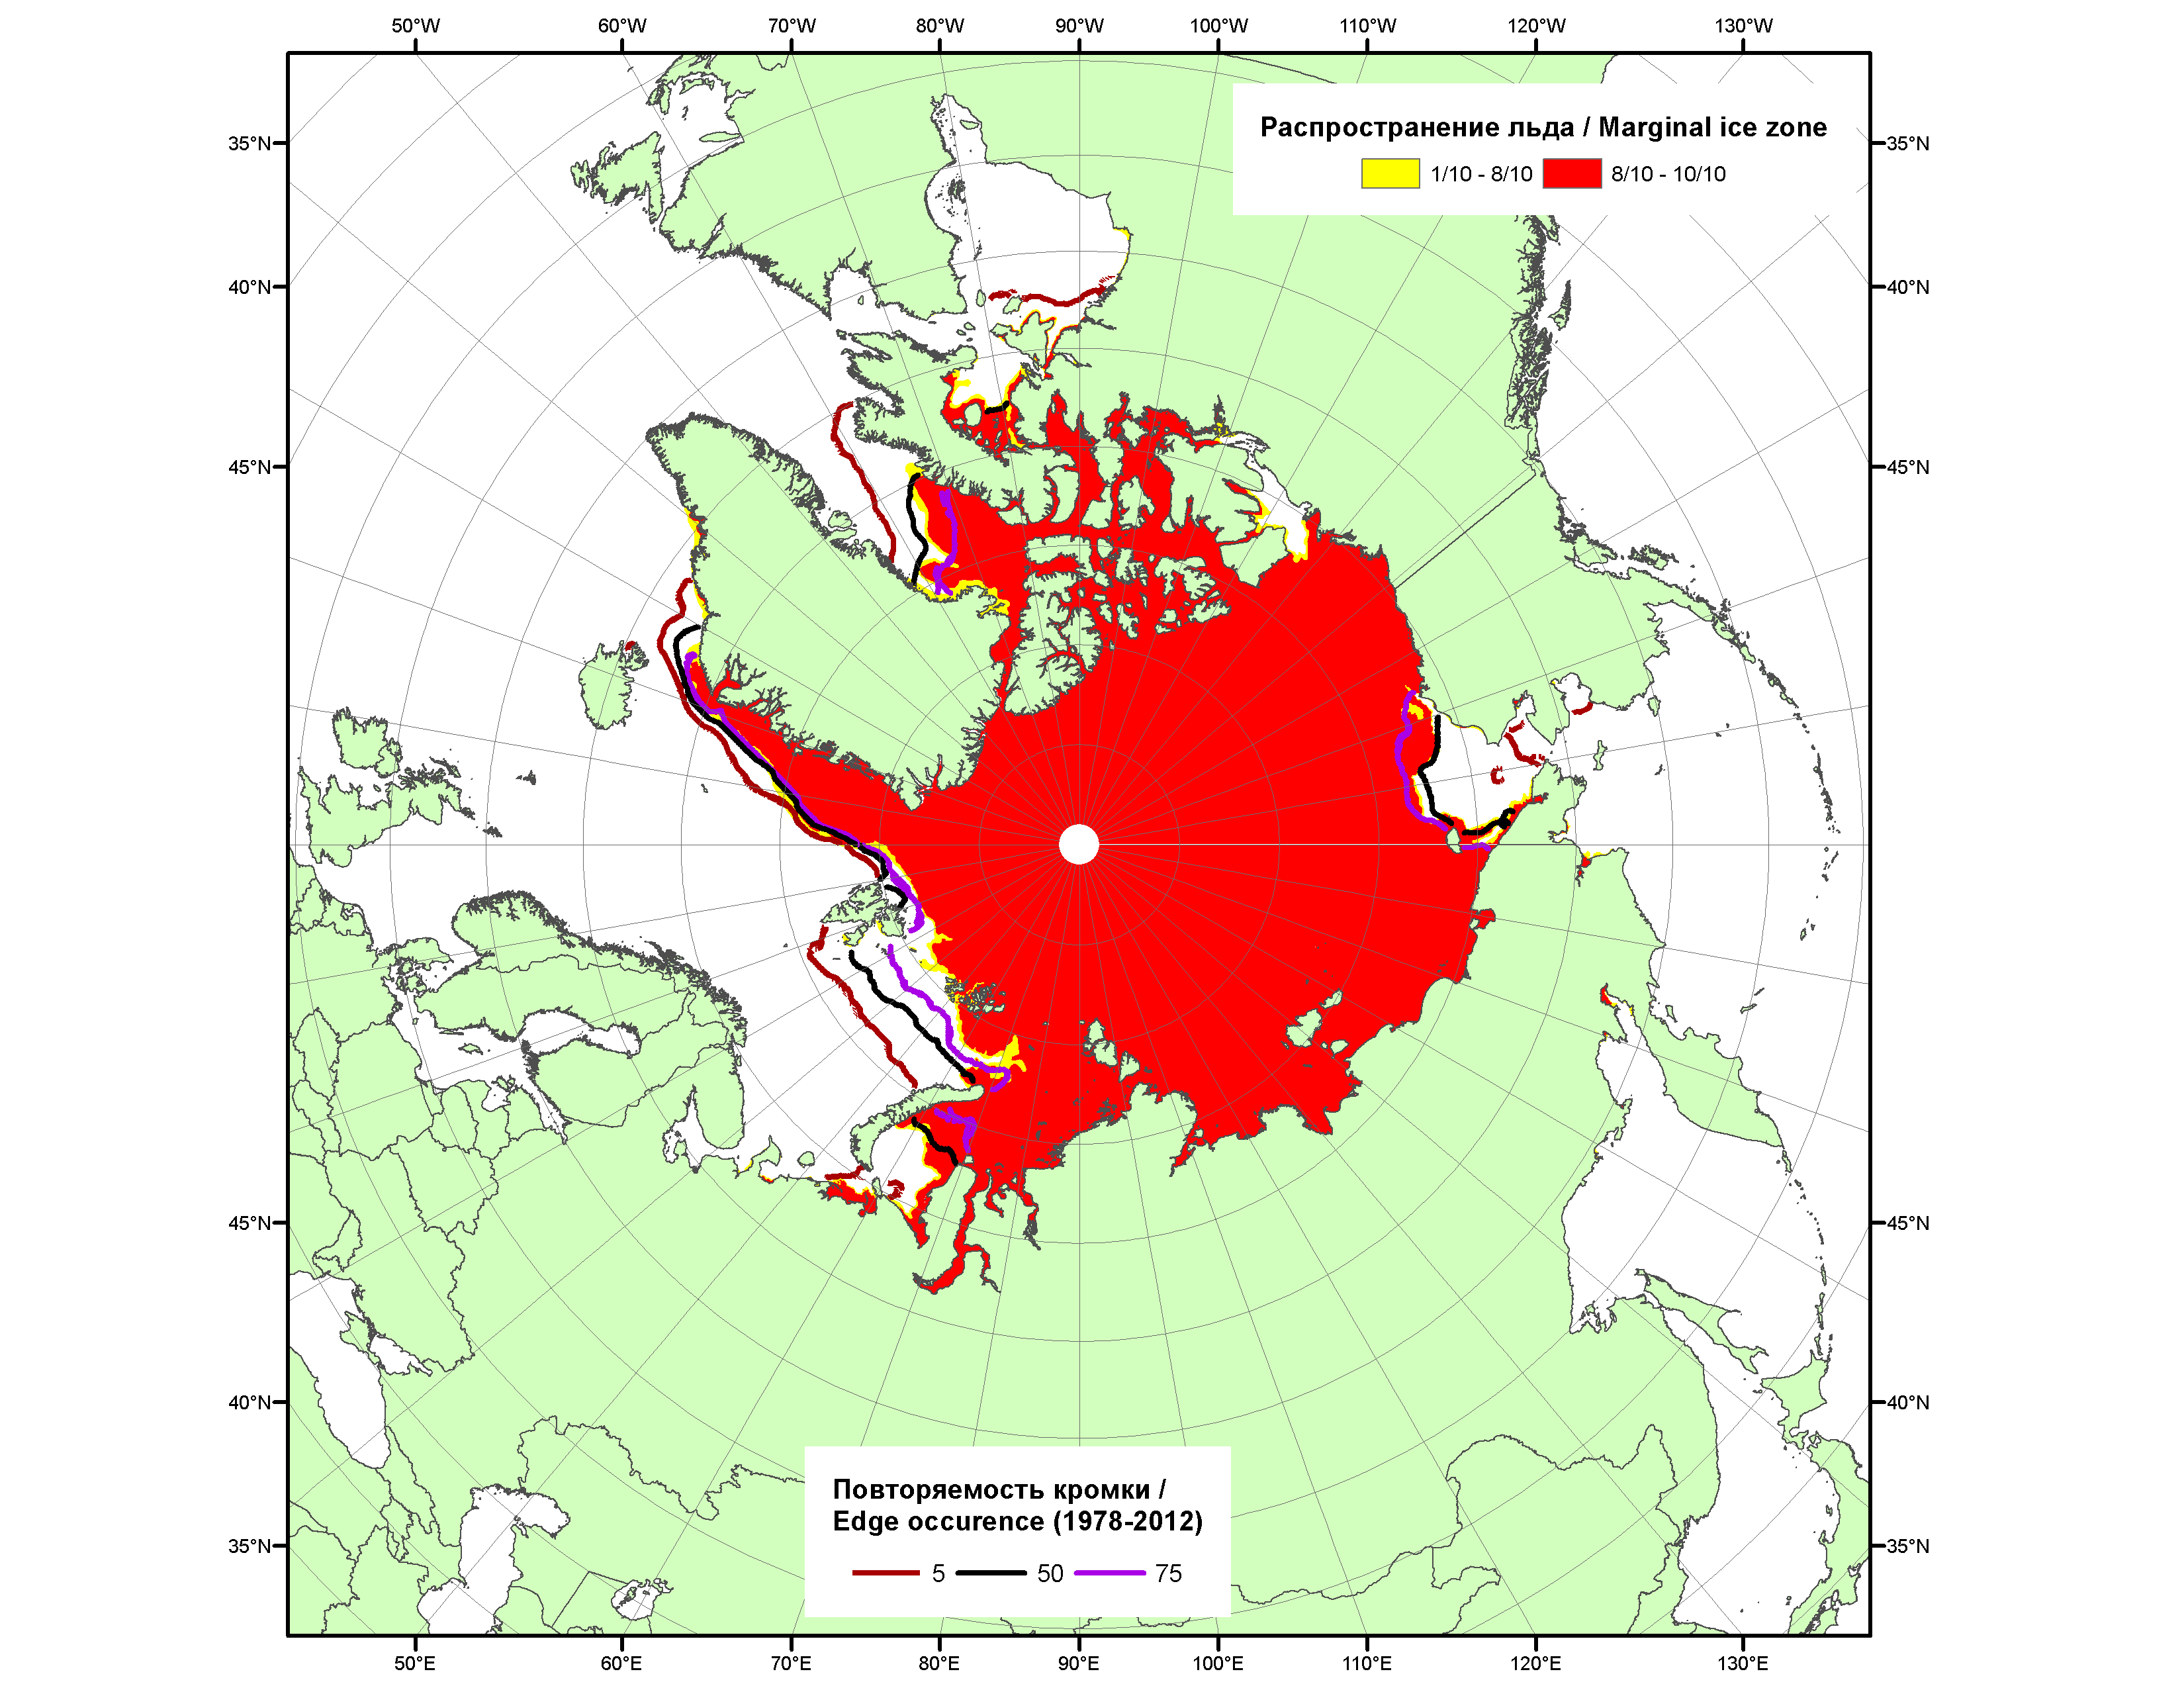 50°W 60°W 70°W 80°W 90°W 100°W 110°W 120°W 130°W
Распространение льда / Marginal ice zone
1/10 - 8/10 8/10 - 10/10
35°N 35°N
40°N 40°N
45°N 45°N
45°N 45°N
40°N 40°N
35°N 35°N
Повторяемость кромки /
Edge occurence (1978-2012)
5 50 75
50°E 60°E 70°E 80°E 90°E 100°E 110°E 120°E 130°E